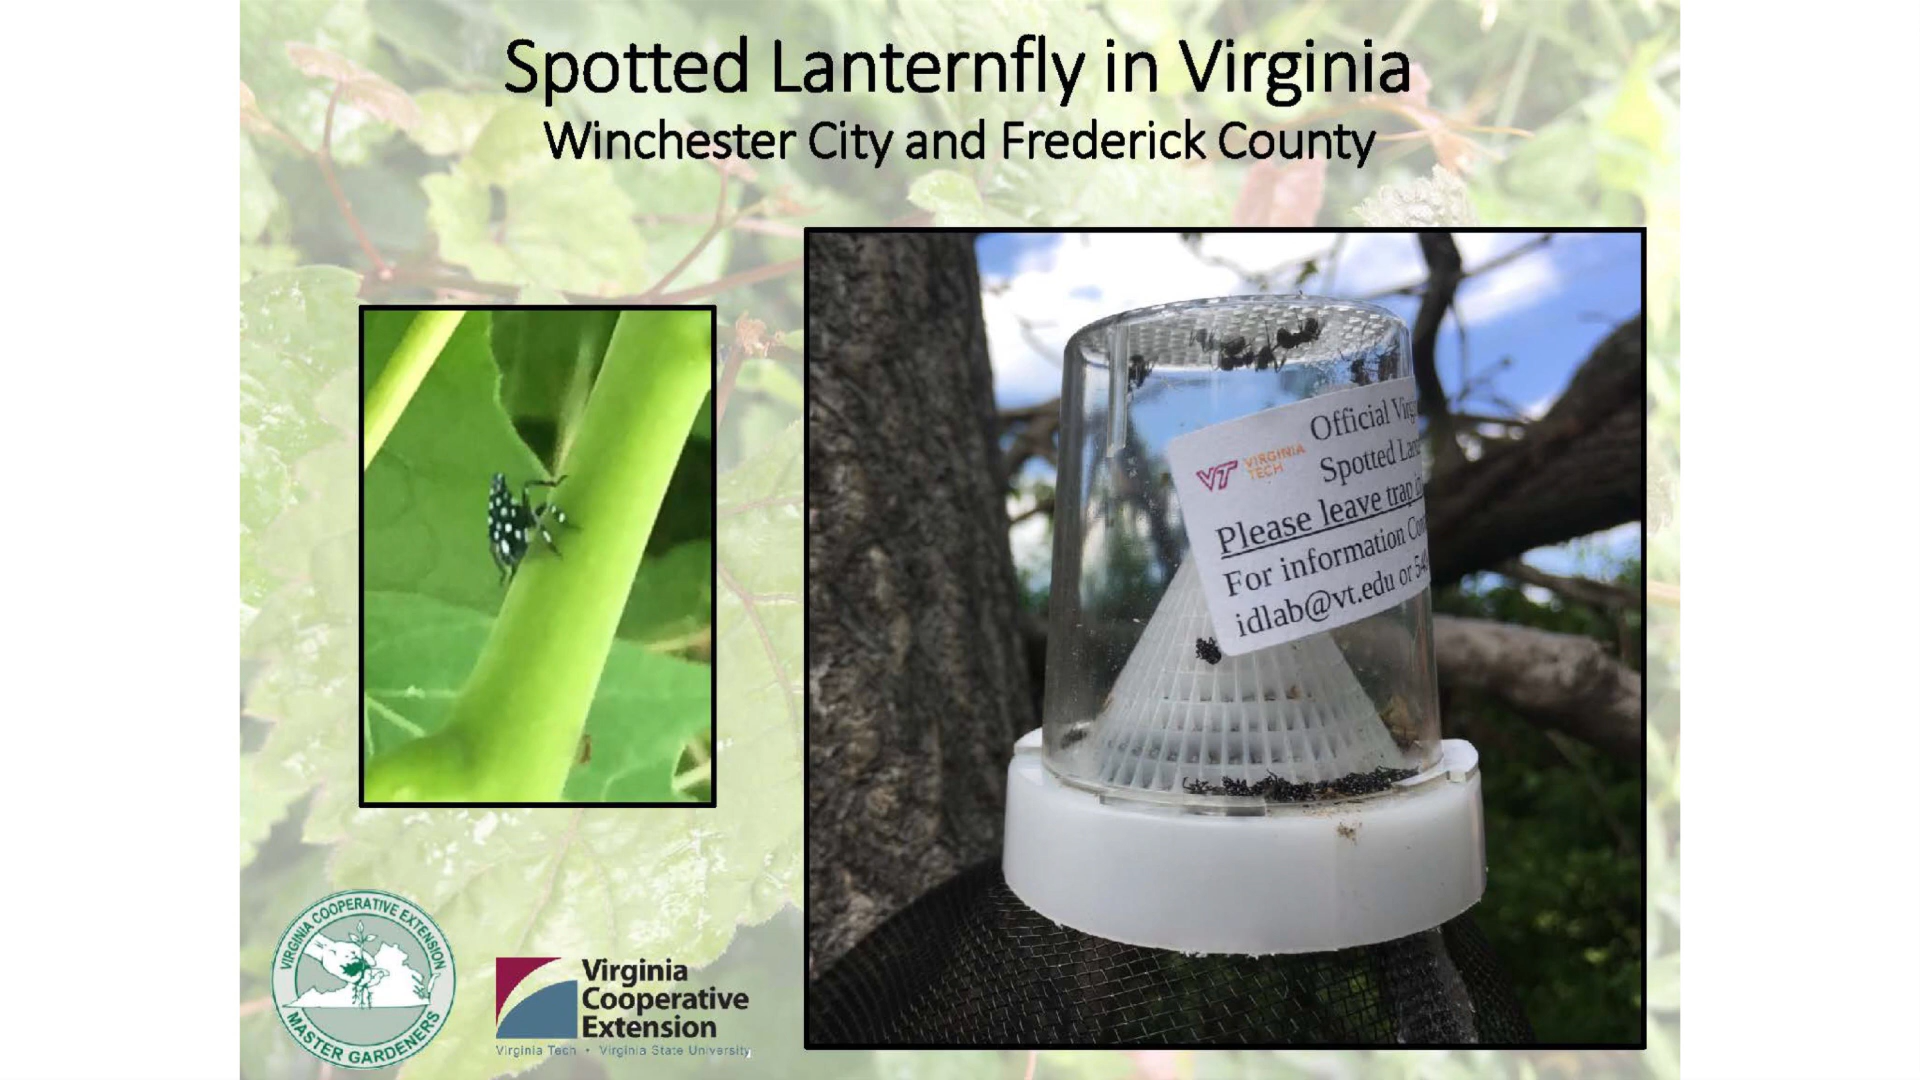 Spotted Lanternfly in Virginia
Winchester City and Frederick County
Official
VT VIRGINIA TECH
Spotted
Please leave trap
For information
idlab@vt.edu or
VIRGINIA COOPERATIVE EXTENSION
MASTER GARDENERS
Virginia
Cooperative
Extension
Virginia Tech • Virginia State University